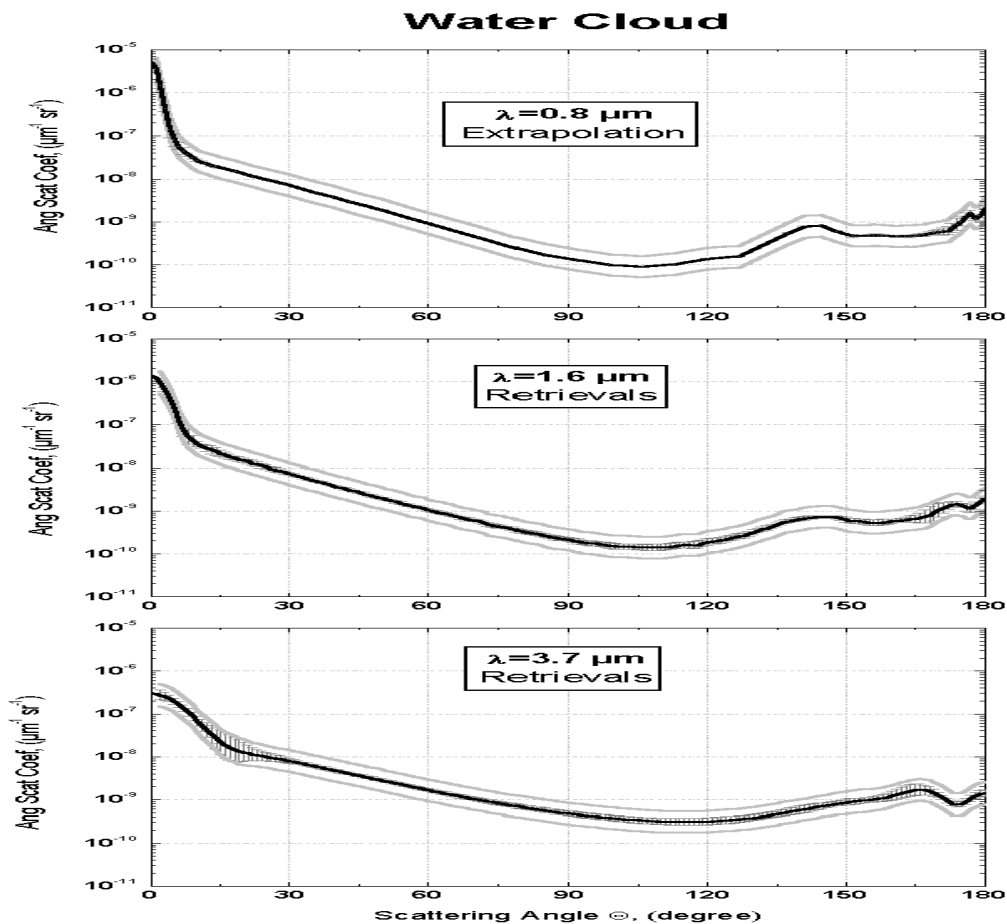 Water Cloud
Ang Scat Coef, (µm⁻¹ sr⁻¹)
10⁻⁵
10⁻⁶
10⁻⁷
10⁻⁸
10⁻⁹
10⁻¹⁰
10⁻¹¹
λ=0.8 µm
Extrapolation
0 30 60 90 120 150 180
Ang Scat Coef, (µm⁻¹ sr⁻¹)
10⁻⁵
10⁻⁶
10⁻⁷
10⁻⁸
10⁻⁹
10⁻¹⁰
10⁻¹¹
λ=1.6 µm
Retrievals
0 30 60 90 120 150 180
Ang Scat Coef, (µm⁻¹ sr⁻¹)
10⁻⁵
10⁻⁶
10⁻⁷
10⁻⁸
10⁻⁹
10⁻¹⁰
10⁻¹¹
λ=3.7 µm
Retrievals
0 30 60 90 120 150 180
Scattering Angle Θ, (degree)